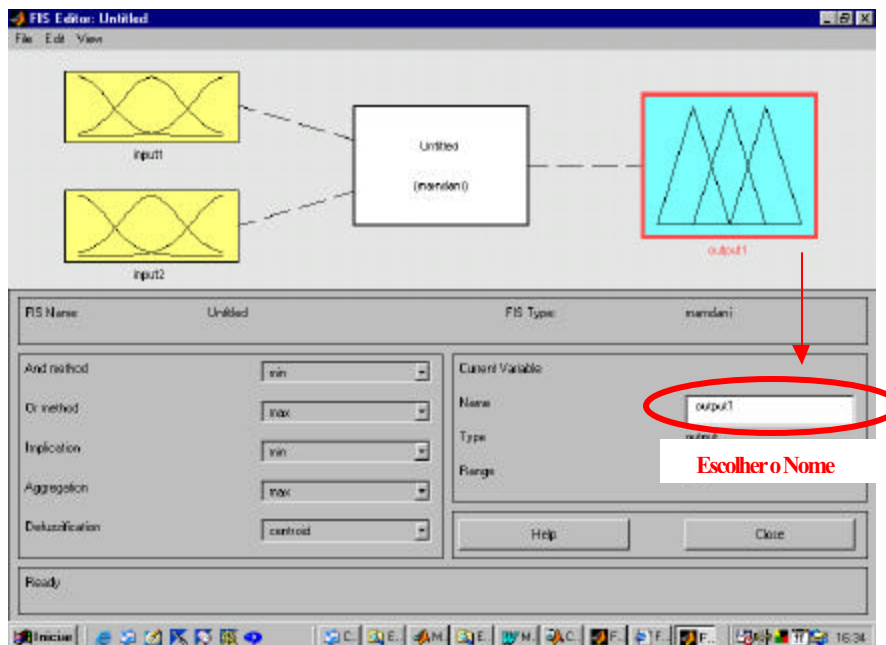 FIS Editor: Untitled
File Edit View
input1
Untitled
(mamdani)
output1
input2
FIS Name: Untitled FIS Type: mamdani
And method min
Or method max
Implication min
Aggregation max
Defuzzification centroid
Current Variable
Name output1
Type output
Range
Escolher o Nome
Help Close
Ready
Iniciar C.. E.. M. E.. M.. C.. F.. F.. F.. 16:34